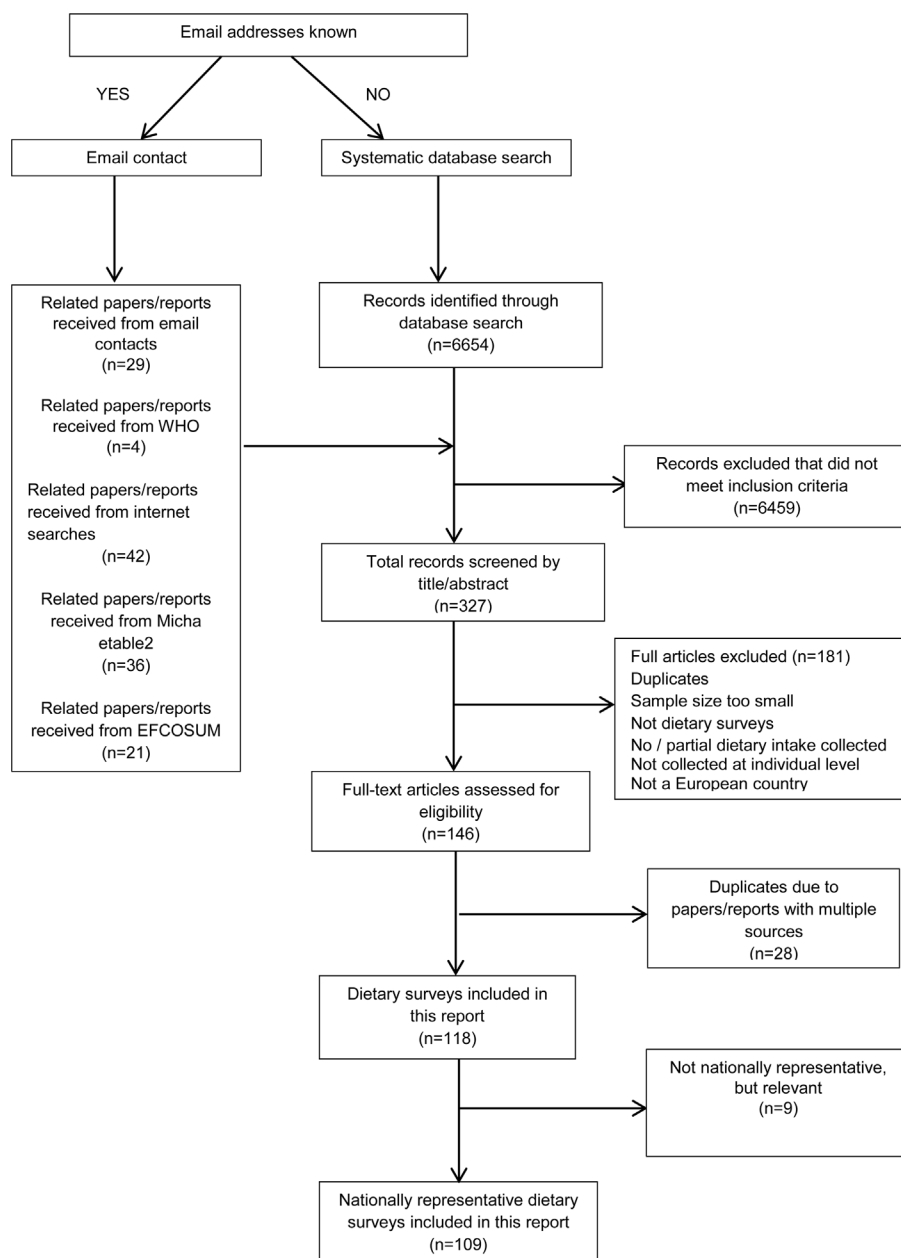 Email addresses known
YES
NO
Email contact
Systematic database search
Related papers/reports
received from email
contacts
(n=29)
Related papers/reports
received from WHO
(n=4)
Related papers/reports
received from internet
searches
(n=42)
Related papers/reports
received from Micha
etable2
(n=36)
Related papers/reports
received from EFCOSUM
(n=21)
Records identified through
database search
(n=6654)
Records excluded that did not
meet inclusion criteria
(n=6459)
Total records screened by
title/abstract
(n=327)
Full articles excluded (n=181)
Duplicates
Sample size too small
Not dietary surveys
No / partial dietary intake collected
Not collected at individual level
Not a European country
Full-text articles assessed for
eligibility
(n=146)
Duplicates due to
papers/reports with multiple
sources
(n=28)
Dietary surveys included in
this report
(n=118)
Not nationally representative,
but relevant
(n=9)
Nationally representative dietary
surveys included in this report
(n=109)